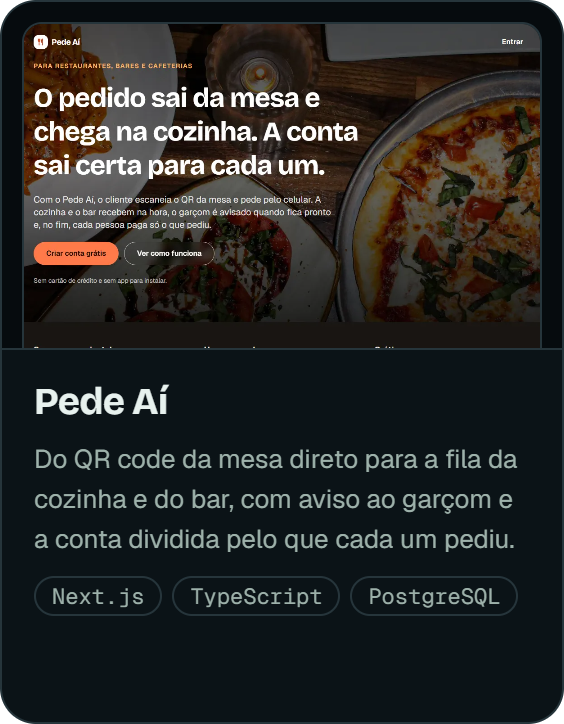 Pede Aí
Entrar
PARA RESTAURANTES, BARES E CAFETERIAS
O pedido sai da mesa e
chega na cozinha. A conta
sai certa para cada um.
Com o Pede Aí, o cliente escaneia o QR da mesa e pede pelo celular. A
cozinha e o bar recebem na hora, o garçom é avisado quando fica pronto
e, no fim, cada pessoa paga só o que pediu.
Criar conta grátis
Ver como funciona
Sem cartão de crédito e sem app para instalar.
Pede Aí
Do QR code da mesa direto para a fila da
cozinha e do bar, com aviso ao garçom e
a conta dividida pelo que cada um pediu.
Next.js
TypeScript
PostgreSQL